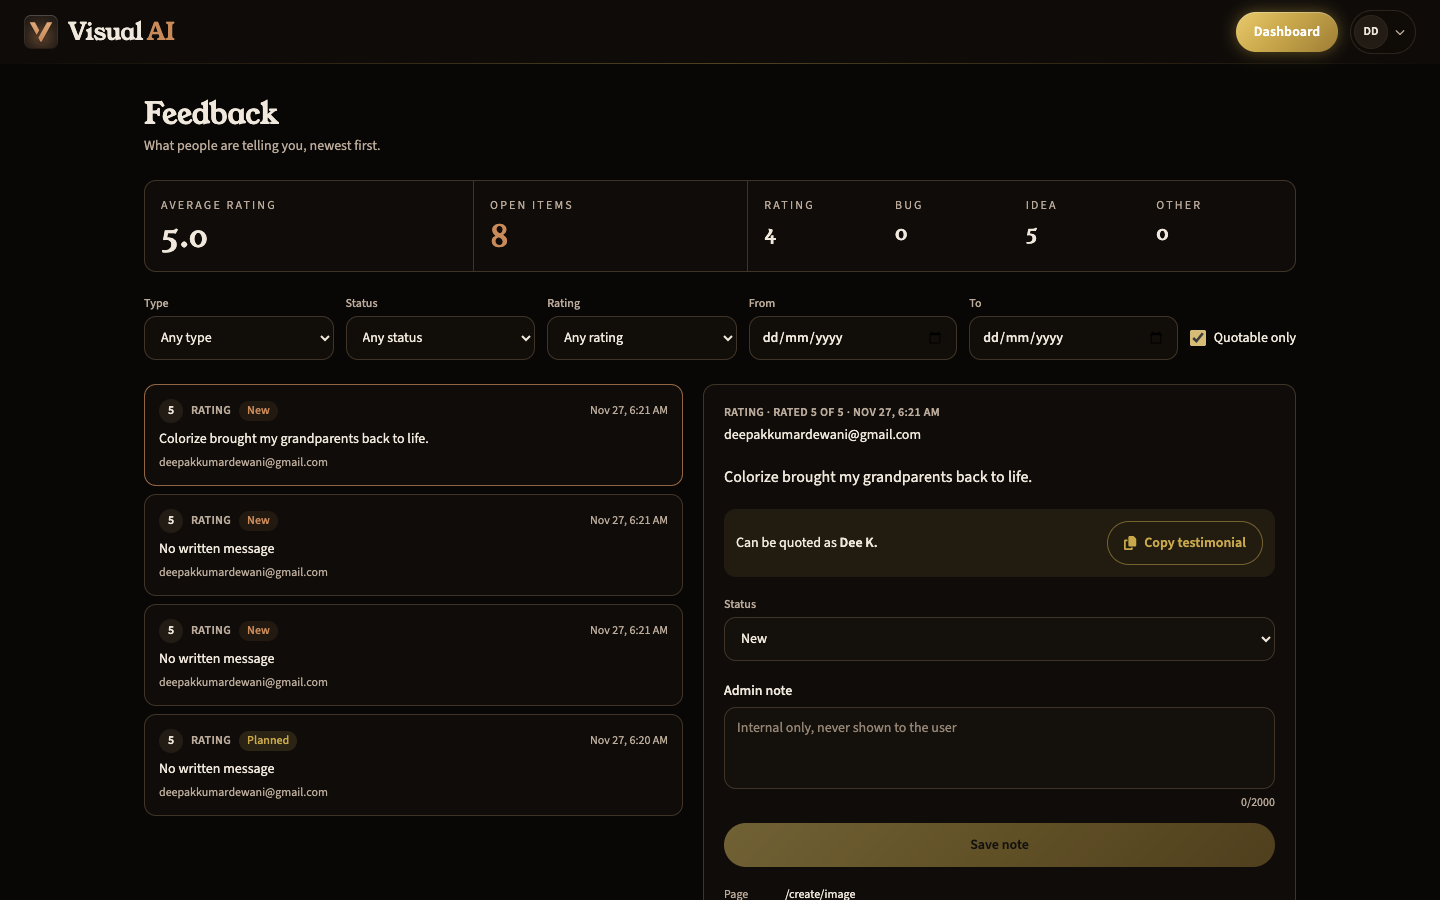 Visual AI
Dashboard
DD
Feedback
What people are telling you, newest first.
AVERAGE RATING
5.0
OPEN ITEMS
8
RATING
4
BUG
0
IDEA
5
OTHER
0
Type
Any type
Status
Any status
Rating
Any rating
From
dd/mm/yyyy
To
dd/mm/yyyy
Quotable only
5 RATING New Nov 27, 6:21 AM
Colorize brought my grandparents back to life.
deepakkumardewani@gmail.com
5 RATING New Nov 27, 6:21 AM
No written message
deepakkumardewani@gmail.com
5 RATING New Nov 27, 6:21 AM
No written message
deepakkumardewani@gmail.com
5 RATING Planned Nov 27, 6:20 AM
No written message
deepakkumardewani@gmail.com
RATING · RATED 5 OF 5 · NOV 27, 6:21 AM
deepakkumardewani@gmail.com
Colorize brought my grandparents back to life.
Can be quoted as Dee K.
Copy testimonial
Status
New
Admin note
Internal only, never shown to the user
0/2000
Save note
Page /create/image